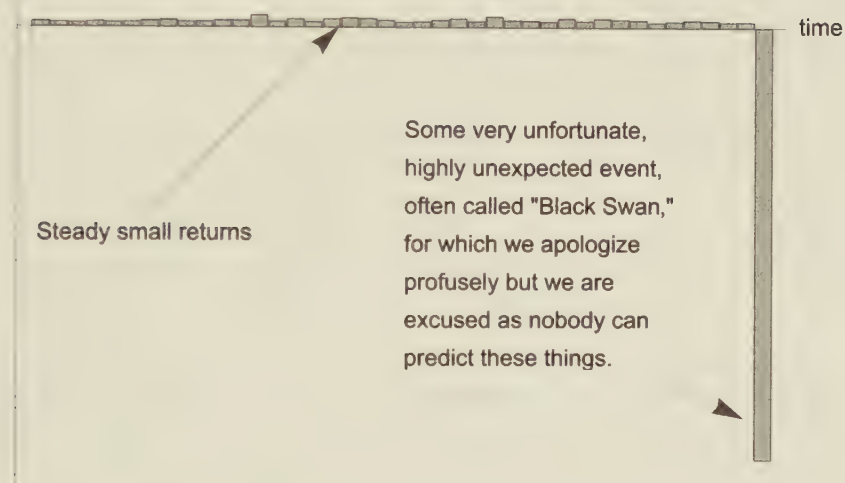 time
Some very unfortunate,
highly unexpected event,
often called "Black Swan,"
for which we apologize
profusely but we are
excused as nobody can
predict these things.
Steady small returns